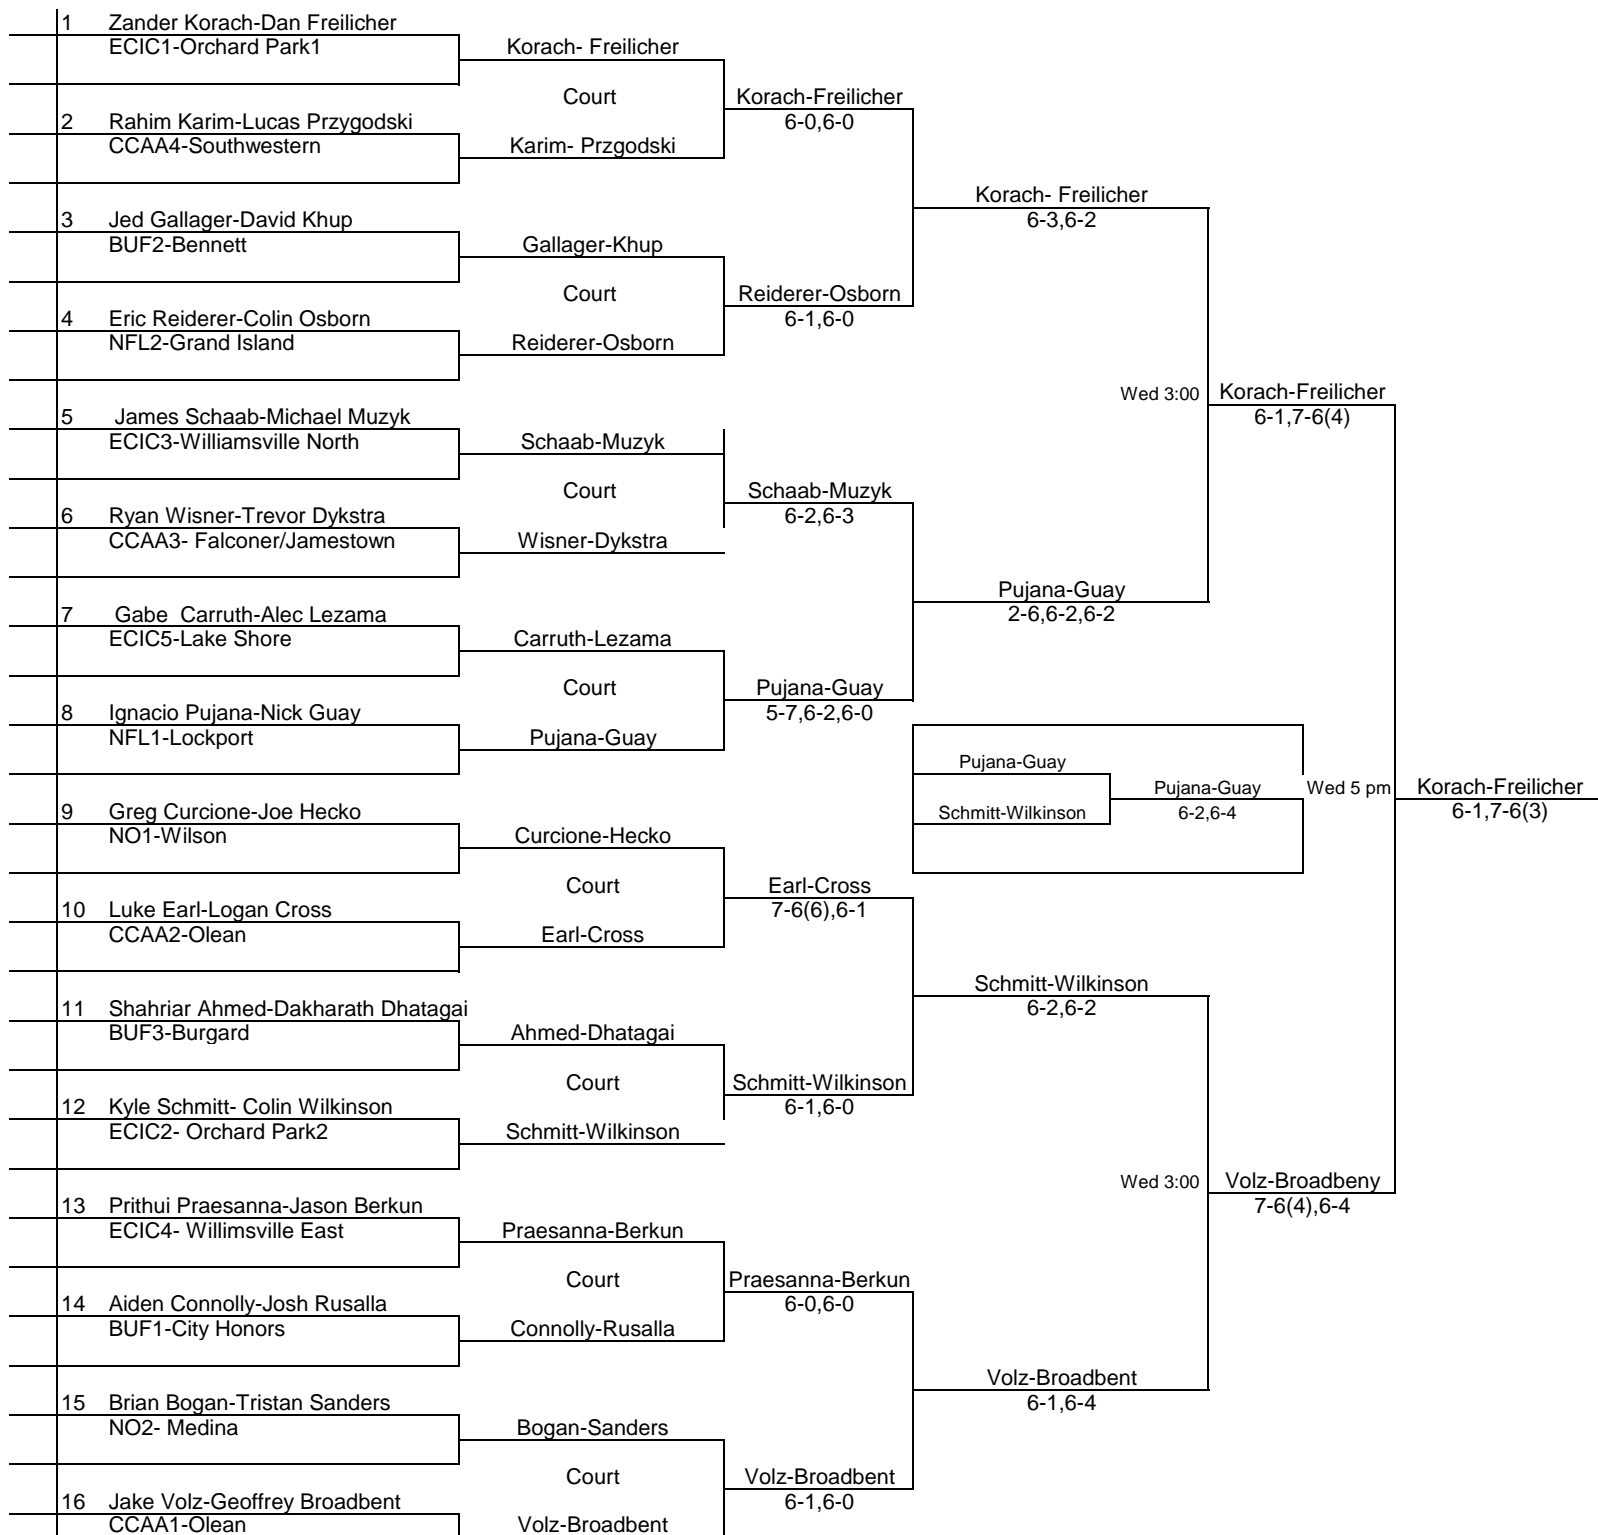 1 Zander Korach-Dan Freilicher
ECIC1-Orchard Park1
Korach- Freilicher
Court
Korach-Freilicher
6-0,6-0
2 Rahim Karim-Lucas Przygodski
CCAA4-Southwestern
Karim- Przgodski
Korach- Freilicher
6-3,6-2
3 Jed Gallager-David Khup
BUF2-Bennett
Gallager-Khup
Court
Reiderer-Osborn
6-1,6-0
4 Eric Reiderer-Colin Osborn
NFL2-Grand Island
Reiderer-Osborn
Wed 3:00
Korach-Freilicher
6-1,7-6(4)
5 James Schaab-Michael Muzyk
ECIC3-Williamsville North
Schaab-Muzyk
Court
Schaab-Muzyk
6-2,6-3
6 Ryan Wisner-Trevor Dykstra
CCAA3- Falconer/Jamestown
Wisner-Dykstra
Pujana-Guay
2-6,6-2,6-2
7 Gabe Carruth-Alec Lezama
ECIC5-Lake Shore
Carruth-Lezama
Court
Pujana-Guay
5-7,6-2,6-0
8 Ignacio Pujana-Nick Guay
NFL1-Lockport
Pujana-Guay
Pujana-Guay
Pujana-Guay
Wed 5 pm
Korach-Freilicher
Schmitt-Wilkinson
6-2,6-4
6-1,7-6(3)
9 Greg Curcione-Joe Hecko
NO1-Wilson
Curcione-Hecko
Court
Earl-Cross
7-6(6),6-1
10 Luke Earl-Logan Cross
CCAA2-Olean
Earl-Cross
Schmitt-Wilkinson
6-2,6-2
11 Shahriar Ahmed-Dakharath Dhatagai
BUF3-Burgard
Ahmed-Dhatagai
Court
Schmitt-Wilkinson
6-1,6-0
12 Kyle Schmitt- Colin Wilkinson
ECIC2- Orchard Park2
Schmitt-Wilkinson
Wed 3:00
Volz-Broadbeny
7-6(4),6-4
13 Prithui Praesanna-Jason Berkun
ECIC4- Willimsville East
Praesanna-Berkun
Court
Praesanna-Berkun
6-0,6-0
14 Aiden Connolly-Josh Rusalla
BUF1-City Honors
Connolly-Rusalla
Volz-Broadbent
6-1,6-4
15 Brian Bogan-Tristan Sanders
NO2- Medina
Bogan-Sanders
Court
Volz-Broadbent
6-1,6-0
16 Jake Volz-Geoffrey Broadbent
CCAA1-Olean
Volz-Broadbent